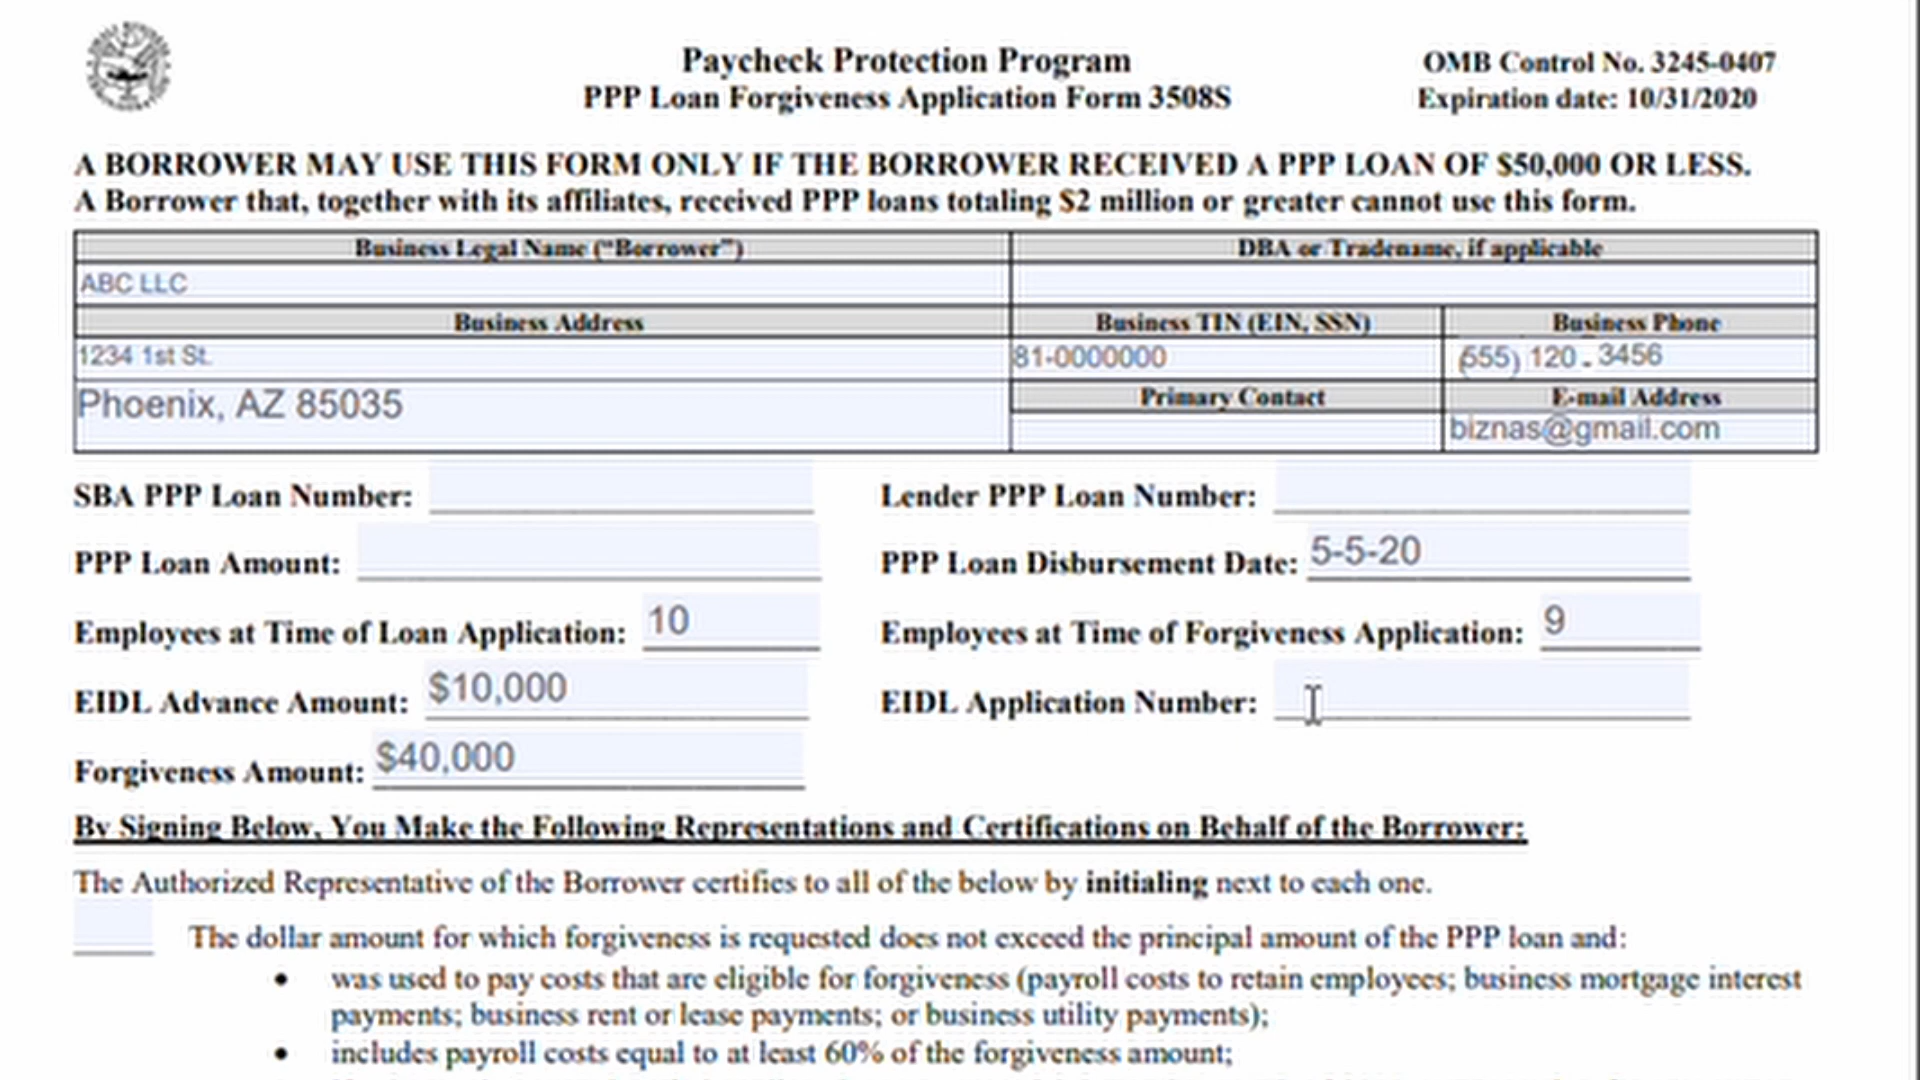 Paycheck Protection Program
PPP Loan Forgiveness Application Form 3508S
OMB Control No. 3245-0407
Expiration date: 10/31/2020
A BORROWER MAY USE THIS FORM ONLY IF THE BORROWER RECEIVED A PPP LOAN OF $50,000 OR LESS.
A Borrower that, together with its affiliates, received PPP loans totaling $2 million or greater cannot use this form.
Business Legal Name (“Borrower”) DBA or Tradename, if applicable
ABC LLC
Business Address Business TIN (EIN, SSN) Business Phone
1234 1st St. 81-0000000 (555) 120 - 3456
Phoenix, AZ 85035 Primary Contact E-mail Address
biznas@gmail.com
SBA PPP Loan Number: Lender PPP Loan Number:
PPP Loan Amount: PPP Loan Disbursement Date: 5-5-20
Employees at Time of Loan Application: 10 Employees at Time of Forgiveness Application: 9
EIDL Advance Amount: $10,000 EIDL Application Number:
Forgiveness Amount: $40,000
By Signing Below, You Make the Following Representations and Certifications on Behalf of the Borrower:
The Authorized Representative of the Borrower certifies to all of the below by initialing next to each one.
The dollar amount for which forgiveness is requested does not exceed the principal amount of the PPP loan and:
• was used to pay costs that are eligible for forgiveness (payroll costs to retain employees; business mortgage interest
payments; business rent or lease payments; or business utility payments);
• includes payroll costs equal to at least 60% of the forgiveness amount;